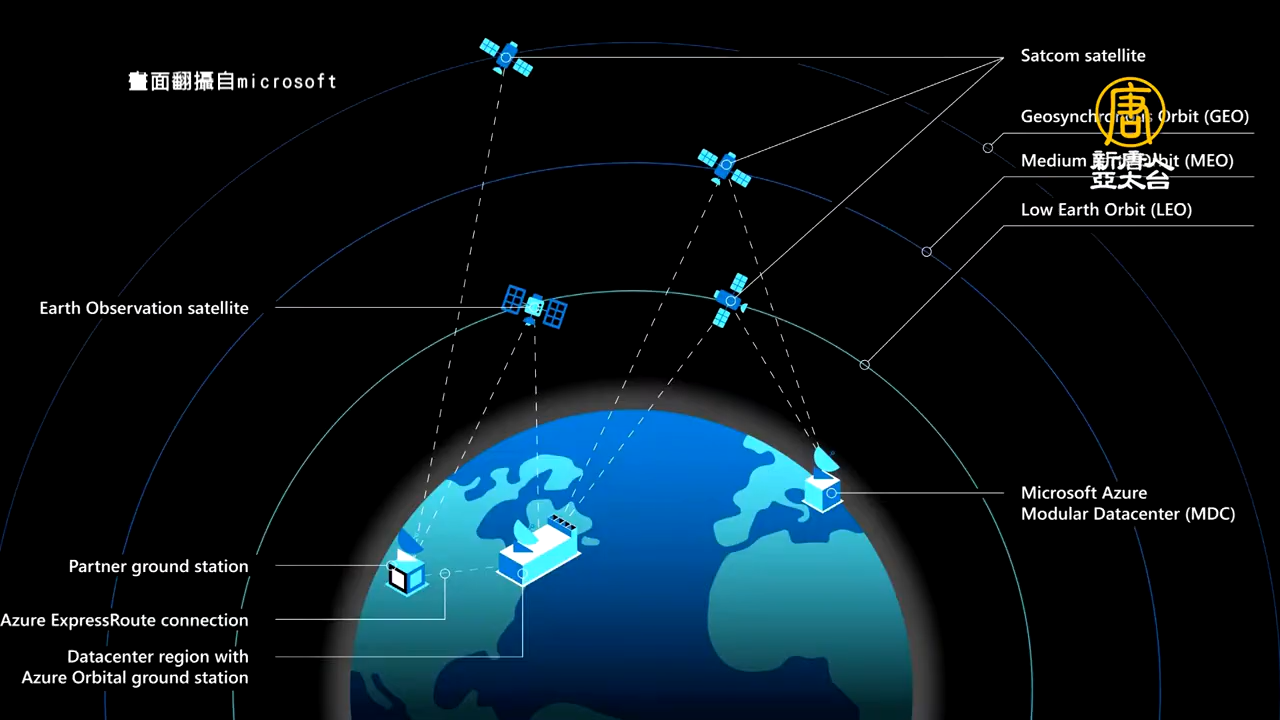 畫面翻攝自microsoft
Satcom satellite
Orbit (GEO)
唐
Medium Orbit (MEO)
新唐人
亞太台
Low Earth Orbit (LEO)
Earth Observation satellite
Microsoft Azure
Modular Datacenter (MDC)
Partner ground station
Azure ExpressRoute connection
Datacenter region with
Azure Orbital ground station